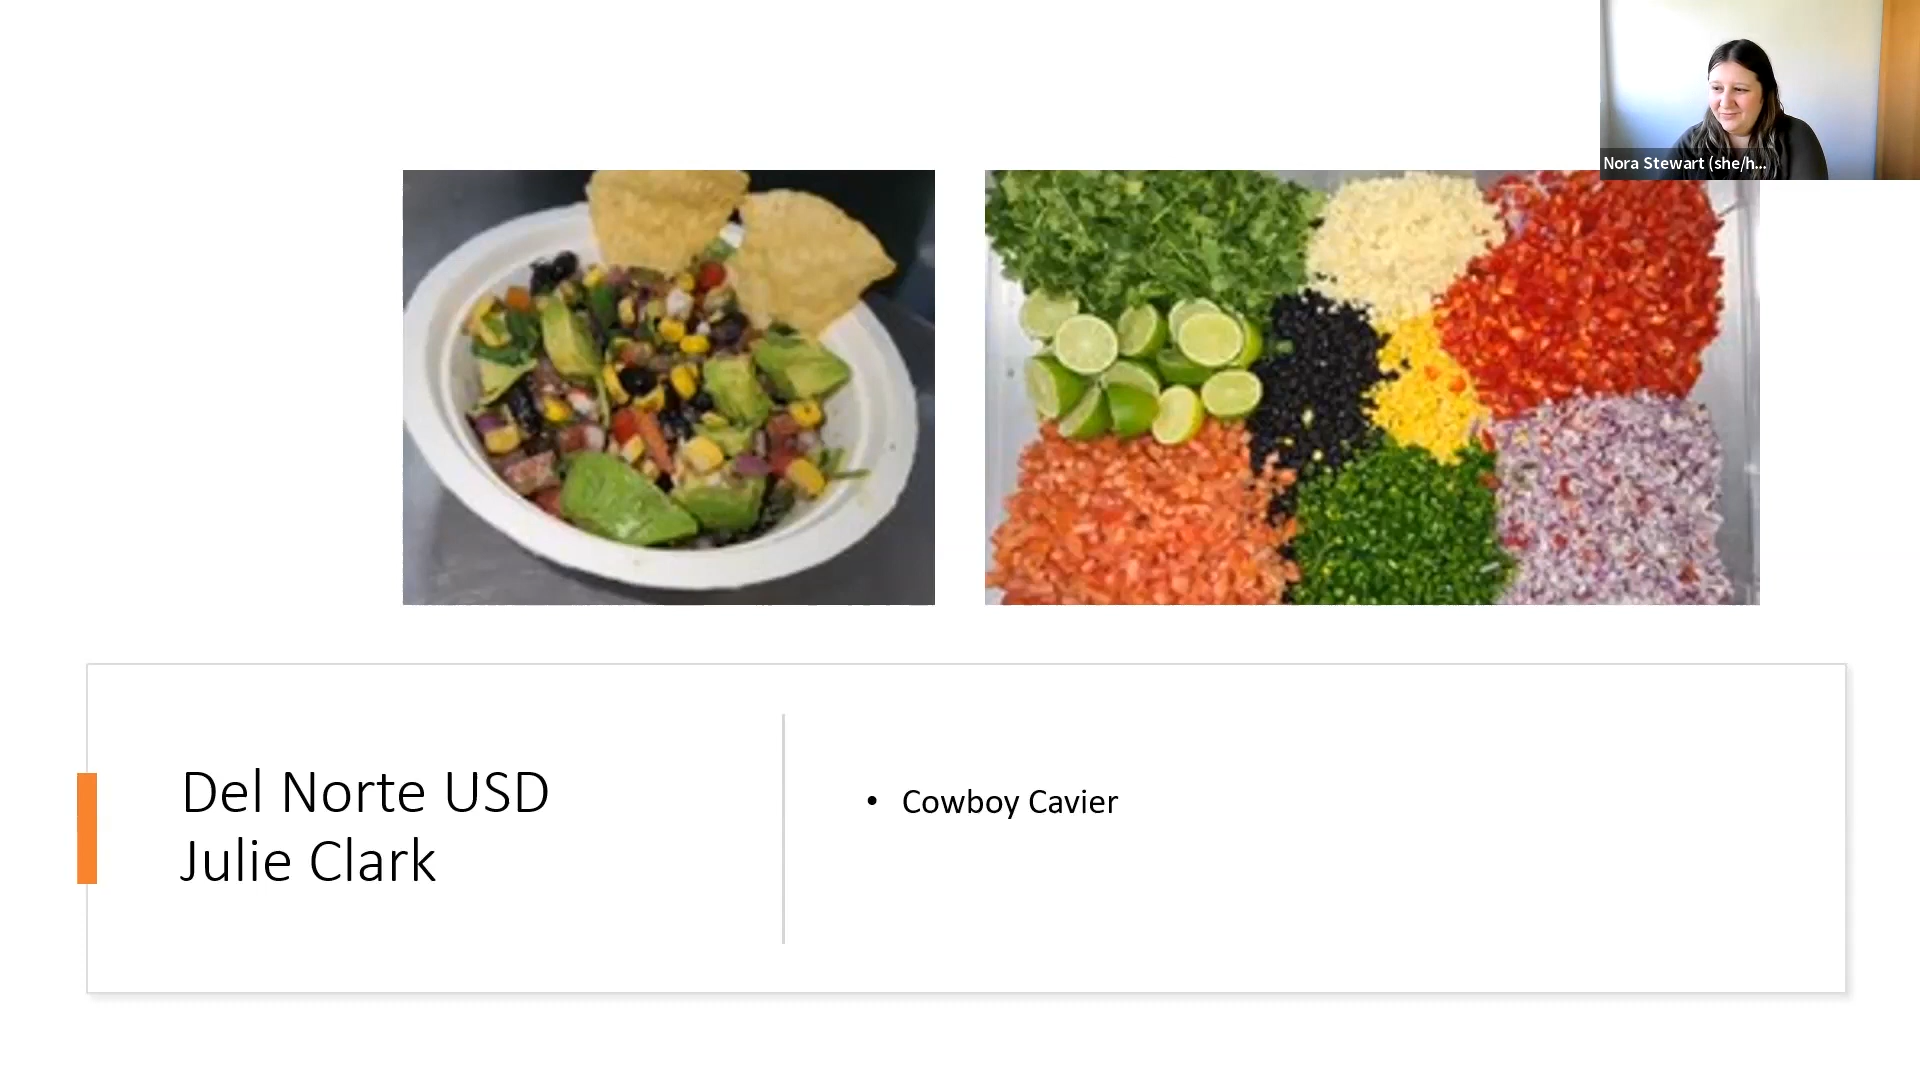 Nora Stewart (she/h...
Del Norte USD
Julie Clark
• Cowboy Cavier